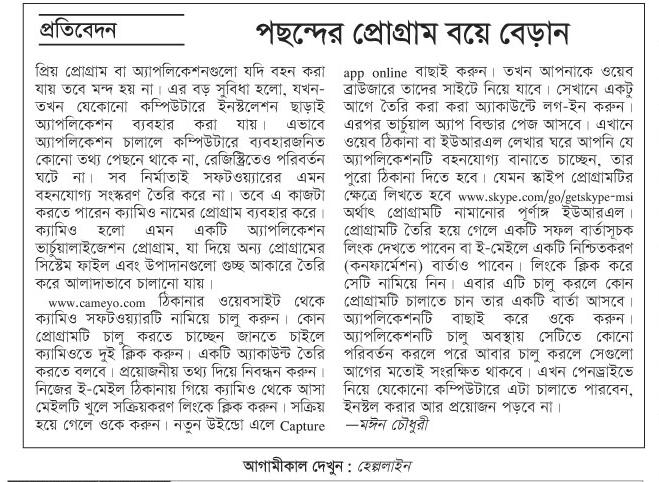 প্রতিবেদন
পছন্দের প্রোগ্রাম বয়ে বেড়ান
প্রিয় প্রোগ্রাম বা অ্যাপলিকেশনগুলো যদি বহন করা
যায় তবে মন্দ হয় না। এর বড় সুবিধা হলো, যখন-
তখন যেকোনো কম্পিউটারে ইনস্টলেশন ছাড়াই
অ্যাপলিকেশন ব্যবহার করা যায়। এভাবে
অ্যাপলিকেশন চালালে কম্পিউটারে ব্যবহারজনিত
কোনো তথ্য পেছনে থাকে না, রেজিস্ট্রিতেও পরিবর্তন
ঘটে না। সব নির্মাতাই সফটওয়্যারের এমন
বহনযোগ্য সংস্করণ তৈরি করে না। তবে এ কাজটা
করতে পারেন ক্যামিও নামের প্রোগ্রাম ব্যবহার করে।
ক্যামিও হলো এমন একটি অ্যাপলিকেশন
ভার্চুয়ালাইজেশন প্রোগ্রাম, যা দিয়ে অন্য প্রোগ্রামের
সিস্টেম ফাইল এবং উপাদানগুলো গুচ্ছ আকারে তৈরি
করে আলাদাভাবে চালানো যায়।
www.cameyo.com ঠিকানার ওয়েবসাইট থেকে
ক্যামিও সফটওয়্যারটি নামিয়ে চালু করুন। কোন
প্রোগ্রামটি চালু করতে চাচ্ছেন জানতে চাইলে
ক্যামিওতে দুই ক্লিক করুন। একটি অ্যাকাউন্ট তৈরি
করতে বলবে। প্রয়োজনীয় তথ্য দিয়ে নিবন্ধন করুন।
নিজের ই-মেইল ঠিকানায় গিয়ে ক্যামিও থেকে আসা
মেইলটি খুলে সক্রিয়করণ লিংকে ক্লিক করুন। সক্রিয়
হয়ে গেলে ওকে করুন। নতুন উইন্ডো এলে Capture
app online বাছাই করুন। তখন আপনাকে ওয়েব
ব্রাউজারে তাদের সাইটে নিয়ে যাবে। সেখানে একটু
আগে তৈরি করা করা অ্যাকাউন্টে লগ-ইন করুন।
এরপর ভার্চুয়াল অ্যাপ বিল্ডার পেজ আসবে। এখানে
ওয়েব ঠিকানা বা ইউআরএল লেখার ঘরে আপনি যে
অ্যাপলিকেশনটি বহনযোগ্য বানাতে চাচ্ছেন, তার
পুরো ঠিকানা দিতে হবে। যেমন স্কাইপ প্রোগ্রামটির
ক্ষেত্রে লিখতে হবে www.skype.com/go/getskype-msi
অর্থাৎ প্রোগ্রামটি নামানোর পূর্ণাঙ্গ ইউআরএল।
প্রোগ্রামটি তৈরি হয়ে গেলে একটি সফল বার্তাসূচক
লিংক দেখতে পাবেন বা ই-মেইলে একটি নিশ্চিতকরণ
(কনফার্মেশন) বার্তাও পাবেন। লিংকে ক্লিক করে
সেটি নামিয়ে নিন। এবার এটি চালু করলে কোন
প্রোগ্রামটি চালাতে চান তার একটি বার্তা আসবে।
অ্যাপলিকেশনটি বাছাই করে ওকে করুন।
অ্যাপলিকেশনটি চালু অবস্থায় সেটিতে কোনো
পরিবর্তন করলে পরে আবার চালু করলে সেগুলো
আগের মতোই সংরক্ষিত থাকবে। এখন পেনড্রাইভে
নিয়ে যেকোনো কম্পিউটারে এটা চালাতে পারবেন,
ইনস্টল করার আর প্রয়োজন পড়বে না।
—মঈন চৌধুরী
আগামীকাল দেখুন : হেল্পলাইন